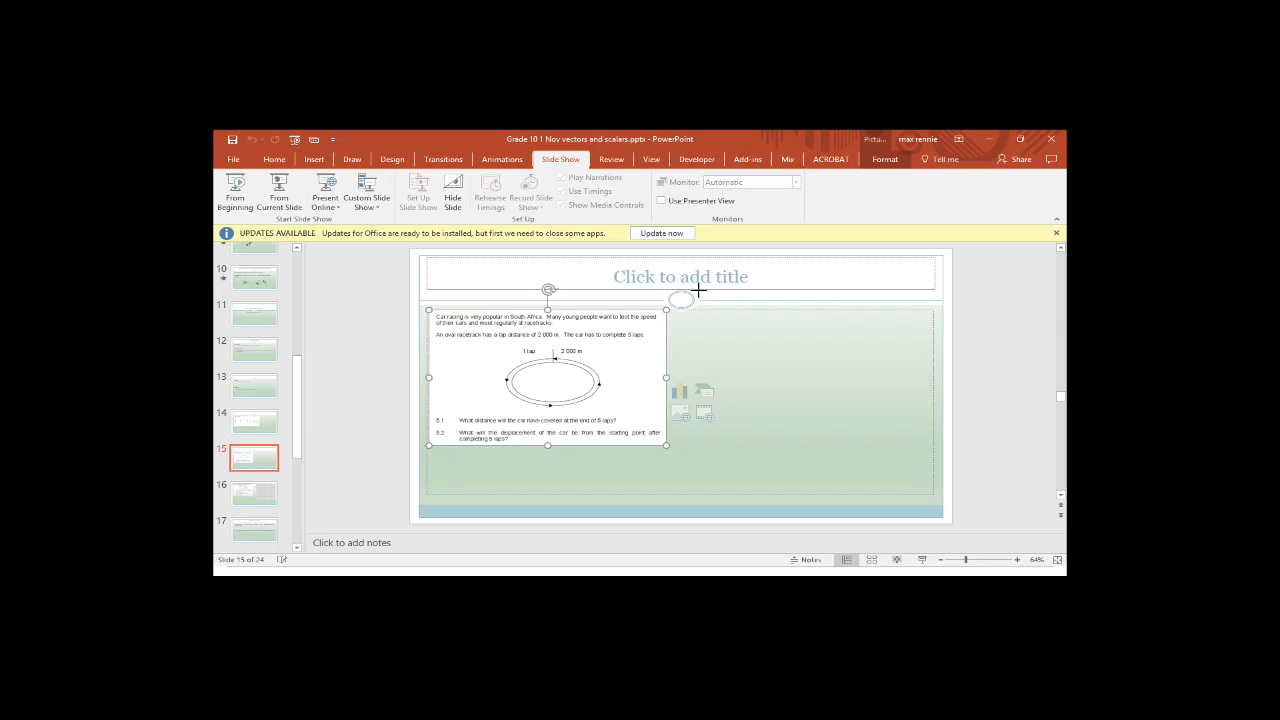 Grade 10 1 Nov vectors and scalars.pptx - PowerPoint
Pictu... max rennie
File Home Insert Draw Design Transitions Animations Slide Show Review View Developer Add-ins Mix ACROBAT Format Tell me Share
From Beginning
From Current Slide
Present Online
Custom Slide Show
Set Up Slide Show
Hide Slide
Rehearse Timings
Record Slide Show
Play Narrations
Use Timings
Show Media Controls
Monitor: Automatic
Use Presenter View
Start Slide Show Set Up Monitors
UPDATES AVAILABLE Updates for Office are ready to be installed, but first we need to close some apps. Update now
10
11
12
13
14
15
16
17
Click to add title
Car racing is very popular in South Africa Many young people want to test the speed
of their cars and meet regularly at racetracks.
An oval racetrack has a lap distance of 2 000 m. The car has to complete 5 laps.
1 lap 2 000 m
5.1 What distance will the car have covered at the end of 5 laps?
5.2 What will the displacement of the car be from the starting point after
completing 5 laps?
Click to add notes
Slide 15 of 24 Notes 64%